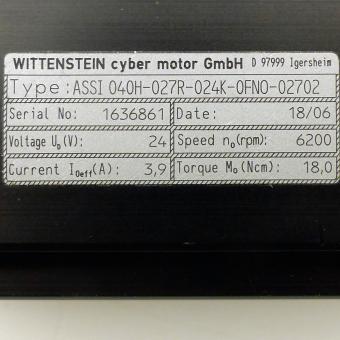 WITTENSTEIN cyber motor GmbH D 97999 Igersheim
Type: ASSI 040H-027R-024K-0FN0-02702
Serial No: 1636861 Date: 18/06
Voltage U₀(V): 24 Speed n₀(rpm): 6200
Current I₀eff(A): 3,9 Torque M₀(Ncm): 18,0